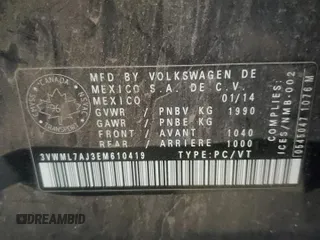 MFD BY VOLKSWAGEN DE
MEXICO S.A. DE C.V.
MEXICO 01/14
GVWR / PNBV KG 1990
GAWR / PNBE KG
FRONT / AVANT 1040
REAR / ARRIERE 1000
3VWML7AJ3EM610419 TYPE:PC/VT
COMPLIES:
ICES/NMB-002
CANADA